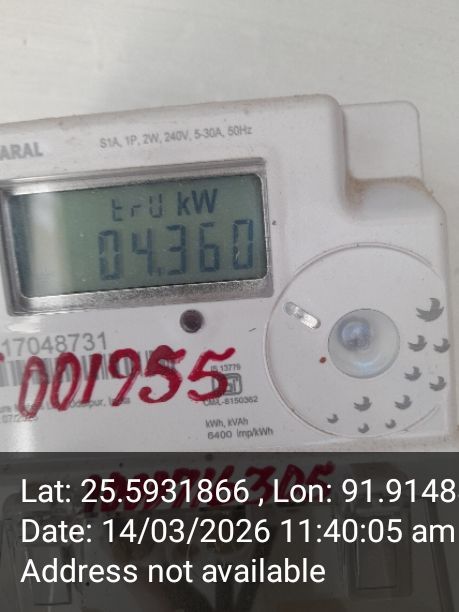 ARAL
S1A, 1P, 2W, 240V, 5-30A, 50Hz
trU kW
04.360
17048731
001955
IS 13779
CM/L-8150362
kWh, kVAh
6400 imp/kWh
Lat: 25.5931866 , Lon: 91.9148
Date: 14/03/2026 11:40:05 am
Address not available